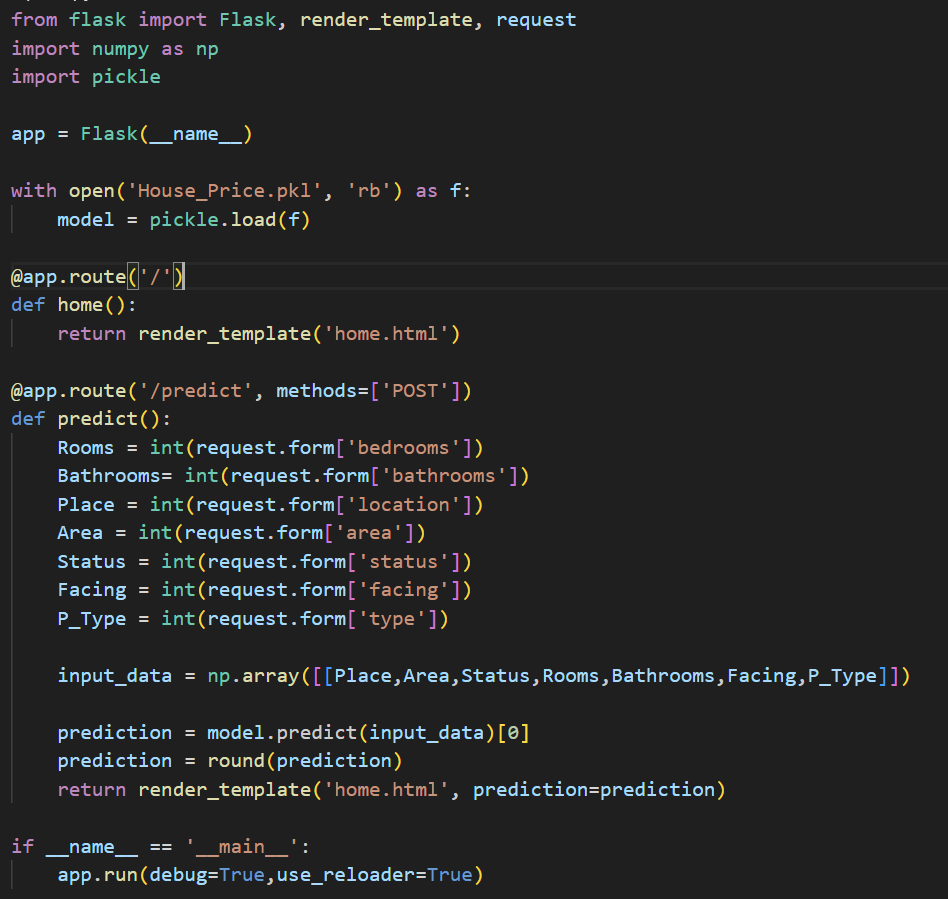 from flask import Flask, render_template, request
import numpy as np
import pickle

app = Flask(__name__)

with open('House_Price.pkl', 'rb') as f:
    model = pickle.load(f)

@app.route('/')
def home():
    return render_template('home.html')

@app.route('/predict', methods=['POST'])
def predict():
    Rooms = int(request.form['bedrooms'])
    Bathrooms= int(request.form['bathrooms'])
    Place = int(request.form['location'])
    Area = int(request.form['area'])
    Status = int(request.form['status'])
    Facing = int(request.form['facing'])
    P_Type = int(request.form['type'])

    input_data = np.array([[Place,Area,Status,Rooms,Bathrooms,Facing,P_Type]])

    prediction = model.predict(input_data)[0]
    prediction = round(prediction)
    return render_template('home.html', prediction=prediction)

if __name__ == '__main__':
    app.run(debug=True,use_reloader=True)